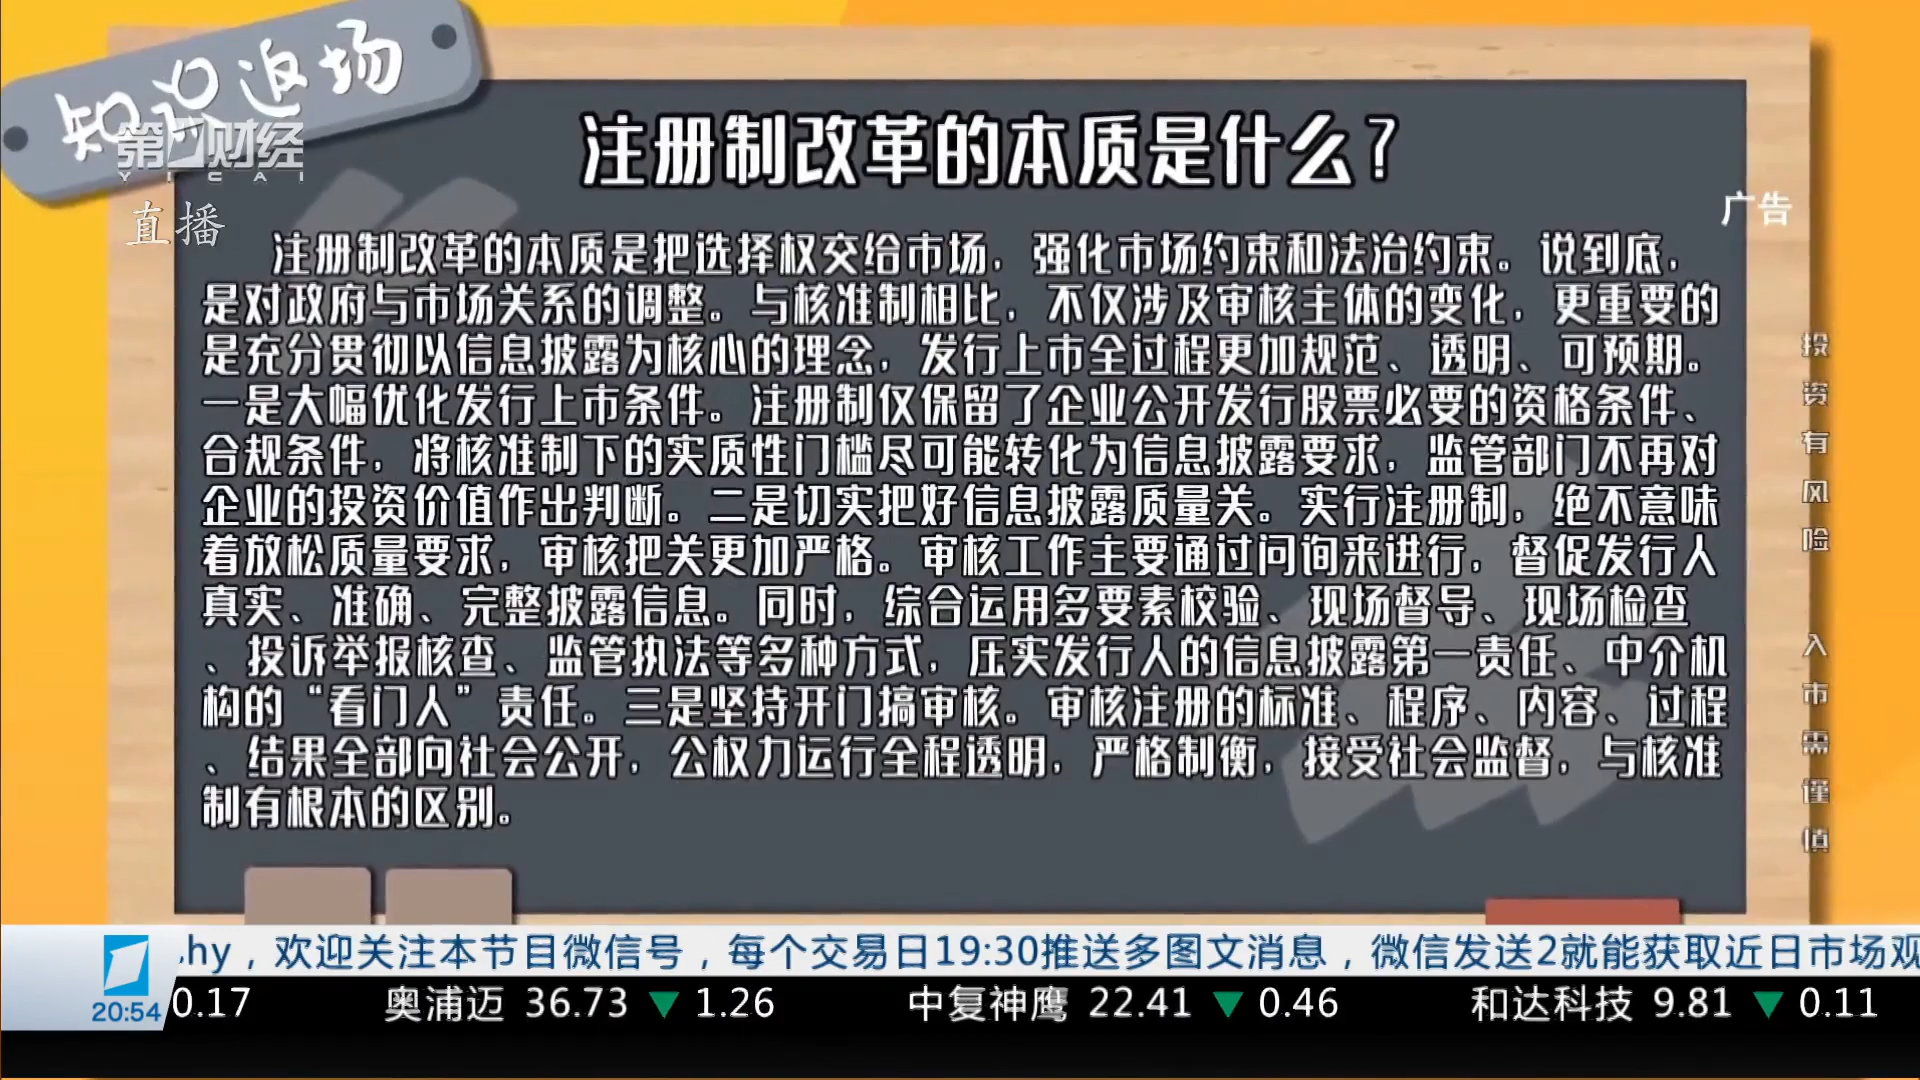 知识返场
第一财经
YICAI
直播
注册制改革的本质是什么?
广告
注册制改革的本质是把选择权交给市场，强化市场约束和法治约束。说到底，
是对政府与市场关系的调整。与核准制相比，不仅涉及审核主体的变化，更重要的
是充分贯彻以信息披露为核心的理念，发行上市全过程更加规范、透明、可预期。
一是大幅优化发行上市条件。注册制仅保留了企业公开发行股票必要的资格条件、
合规条件，将核准制下的实质性门槛尽可能转化为信息披露要求，监管部门不再对
企业的投资价值作出判断。二是切实把好信息披露质量关。实行注册制，绝不意味
着放松质量要求，审核把关更加严格。审核工作主要通过问询来进行，督促发行人
真实、准确、完整披露信息。同时，综合运用多要素校验、现场督导、现场检查
、投诉举报核查、监管执法等多种方式，压实发行人的信息披露第一责任、中介机
构的“看门人”责任。三是坚持开门搞审核。审核注册的标准、程序、内容、过程
、结果全部向社会公开，公权力运行全程透明，严格制衡，接受社会监督，与核准
制有根本的区别。
投资有风险 入市需谨慎
hy，欢迎关注本节目微信号，每个交易日19:30推送多图文消息，微信发送2就能获取近日市场观
20:54
0.17 奥浦迈 36.73 ▼ 1.26 中复神鹰 22.41 ▼ 0.46 和达科技 9.81 ▼ 0.11